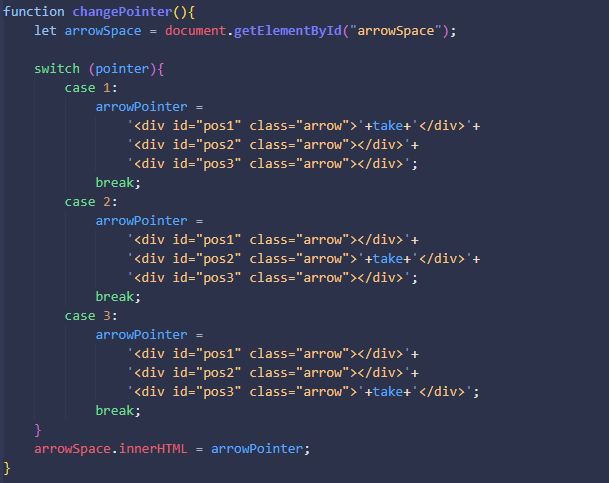 function changePointer(){
    let arrowSpace = document.getElementById("arrowSpace");

    switch (pointer){
        case 1:
            arrowPointer =
                '<div id="pos1" class="arrow">'+take+'</div>'+
                '<div id="pos2" class="arrow"></div>'+
                '<div id="pos3" class="arrow"></div>';
            break;
        case 2:
            arrowPointer =
                '<div id="pos1" class="arrow"></div>'+
                '<div id="pos2" class="arrow">'+take+'</div>'+
                '<div id="pos3" class="arrow"></div>';
            break;
        case 3:
            arrowPointer =
                '<div id="pos1" class="arrow"></div>'+
                '<div id="pos2" class="arrow"></div>'+
                '<div id="pos3" class="arrow">'+take+'</div>';
            break;
    }
    arrowSpace.innerHTML = arrowPointer;
}